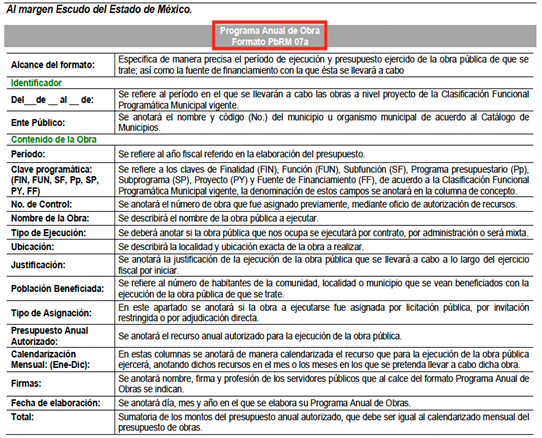 Al margen Escudo del Estado de México.
Programa Anual de Obra
Formato PbRM 07a
Alcance del formato:
Especifica de manera precisa el período de ejecución y presupuesto ejercido de la obra pública de que se
trate; así como la fuente de financiamiento con la que ésta se llevará a cabo
Identificador
Del__de __ al __ de:
Se refiere al período en el que se llevarán a cabo las obras a nivel proyecto de la Clasificación Funcional
Programática Municipal vigente.
Ente Público:
Se anotará el nombre y código (No.) del municipio u organismo municipal de acuerdo al Catálogo de
Municipios.
Contenido de la Obra
Período:
Se refiere al año fiscal referido en la elaboración del presupuesto.
Clave programática:
(FIN, FUN, SF, Pp, SP,
PY, FF)
Se refiere a los claves de Finalidad (FIN), Función (FUN), Subfunción (SF), Programa presupuestario (Pp),
Subprograma (SP), Proyecto (PY) y Fuente de Financiamiento (FF), de acuerdo a la Clasificación Funcional
Programática Municipal vigente, la denominación de estos campos se anotará en la columna de concepto.
No. de Control:
Se anotará el número de obra que fue asignado previamente, mediante oficio de autorización de recursos.
Nombre de la Obra:
Se describirá el nombre de la obra pública a ejecutar.
Tipo de Ejecución:
Se deberá anotar si la obra pública que nos ocupa se ejecutará por contrato, por administración o será mixta.
Ubicación:
Se describirá la localidad y ubicación exacta de la obra a realizar.
Justificación:
Se anotará la justificación de la ejecución de la obra pública que se llevará a cabo a lo largo del ejercicio
fiscal por iniciar.
Población Beneficiada:
Se refiere al número de habitantes de la comunidad, localidad o municipio que se vean beneficiados con la
ejecución de la obra pública de que se trate.
Tipo de Asignación:
En este apartado se anotará si la obra a ejecutarse fue asignada por licitación pública, por invitación
restringida o por adjudicación directa.
Presupuesto Anual
Autorizado:
Se anotará el recurso anual autorizado para la ejecución de la obra pública.
Calendarización
Mensual: (Ene-Dic):
En estas columnas se anotará de manera calendarizada el recurso que para la ejecución de la obra pública
ejercerá, anotando dichos recursos en el mes o los meses en los que se pretenda llevar a cabo dicha obra.
Firmas:
Se anotará nombre, firma y profesión de los servidores públicos que al calce del formato Programa Anual de
Obras se indican.
Fecha de elaboración:
Se anotará día, mes y año en el que se elabora su Programa Anual de Obras.
Total:
Sumatoria de los montos del presupuesto anual autorizado, que debe ser igual al calendarizado mensual del
presupuesto de obras.